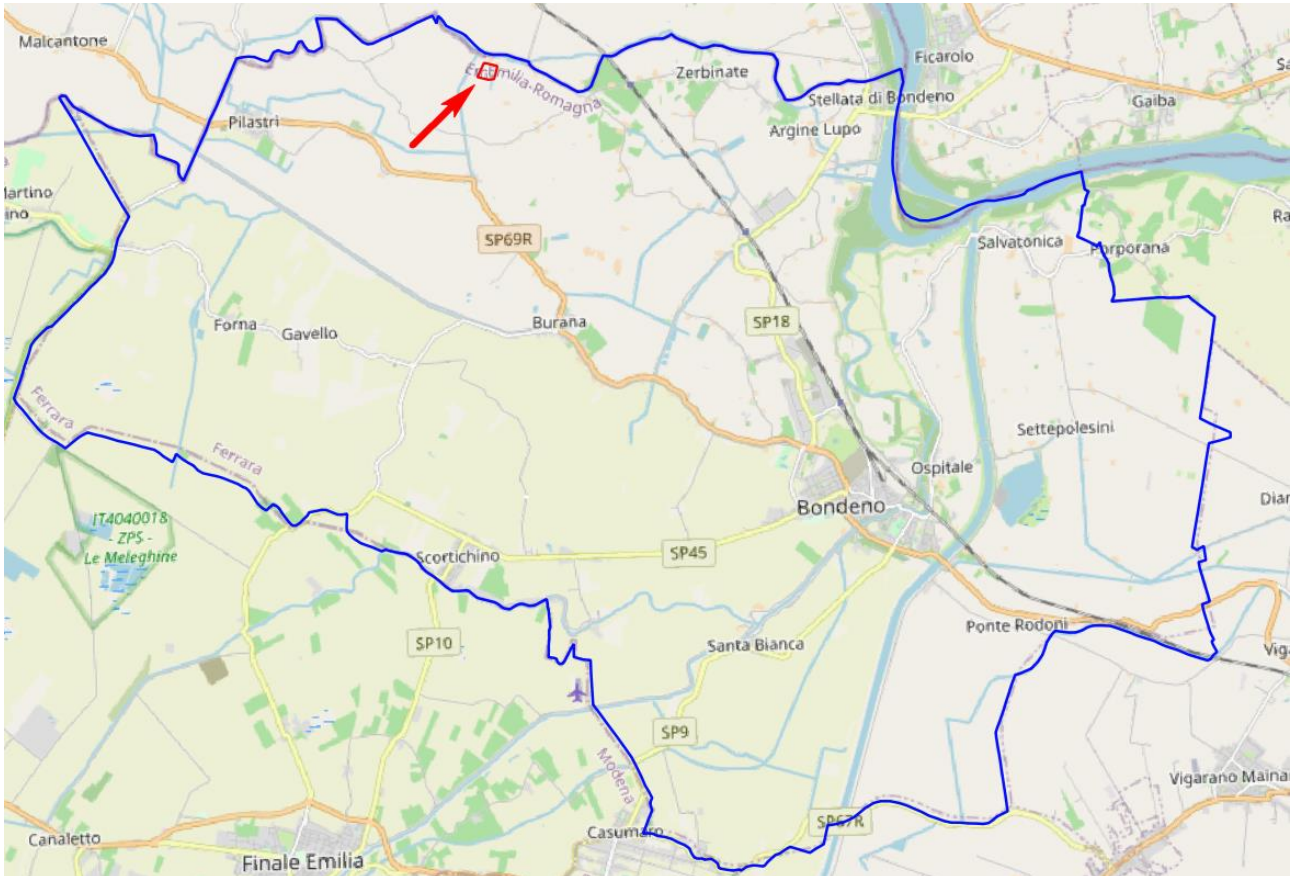 Malcantone
Ficarolo
Zerbinate
Emilia-Romagna
Stellata di Bondeno
Gaiba
Pilastri
Argine Lupo
Martino
SP69R
Salvatonica
Porporana
Forna
Gavello
Burana
SP18
Ferrara
Ferrara
Settepolesini
Ospitale
IT4040018
- ZPS -
Le Meleghine
Bondeno
Scortichino
SP45
SP10
Santa Bianca
Ponte Rodoni
SP9
Modena
Vigarano Mainar
Canaletto
Finale Emilia
Casumaro
SP67R